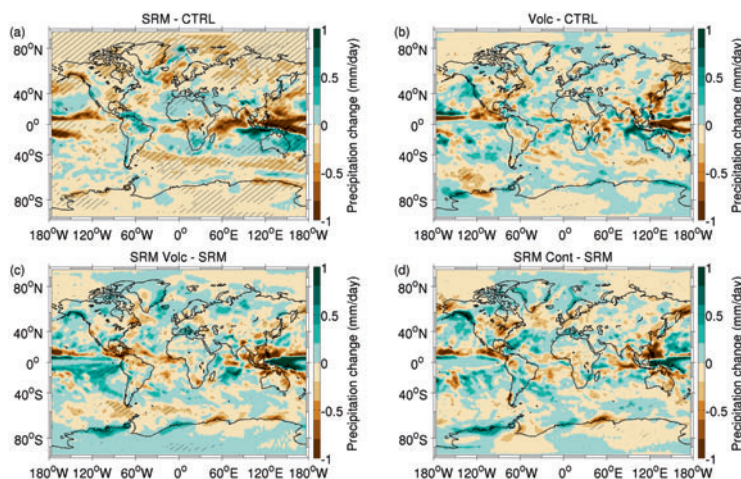 SRM - CTRL
Volc - CTRL
(a)
80°N
40°N
0°
40°S
80°S
180°W 120°W 60°W 0° 60°E 120°E 180°W
1
0.5
0
-0.5
-1
Precipitation change (mm/day)
(b)
80°N
40°N
0°
40°S
80°S
180°W 120°W 60°W 0° 60°E 120°E 180°W
1
0.5
0
-0.5
-1
Precipitation change (mm/day)
SRM Volc - SRM
SRM Cont - SRM
(c)
80°N
40°N
0°
40°S
80°S
180°W 120°W 60°W 0° 60°E 120°E 180°W
1
0.5
0
-0.5
-1
Precipitation change (mm/day)
(d)
80°N
40°N
0°
40°S
80°S
180°W 120°W 60°W 0° 60°E 120°E 180°W
1
0.5
0
-0.5
-1
Precipitation change (mm/day)